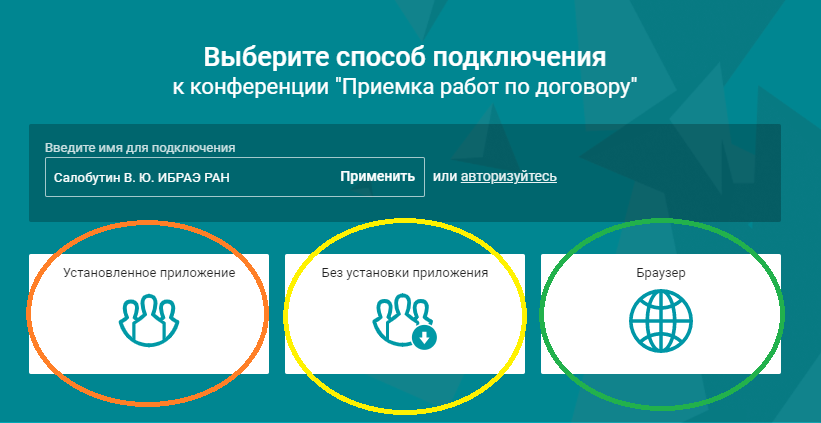 Выберите способ подключения
к конференции "Приемка работ по договору"
Введите имя для подключения
Салобутин В. Ю. ИБРАЭ РАН Применить или авторизуйтесь
Установленное приложение Без установки приложения Браузер